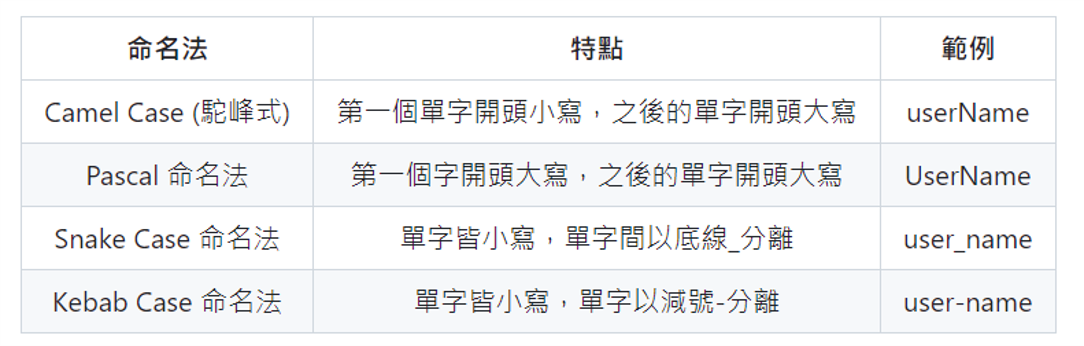 命名法 特點 範例
Camel Case (駝峰式) 第一個單字開頭小寫，之後的單字開頭大寫 userName
Pascal 命名法 第一個字開頭大寫，之後的單字開頭大寫 UserName
Snake Case 命名法 單字皆小寫，單字間以底線_分離 user_name
Kebab Case 命名法 單字皆小寫，單字以減號-分離 user-name